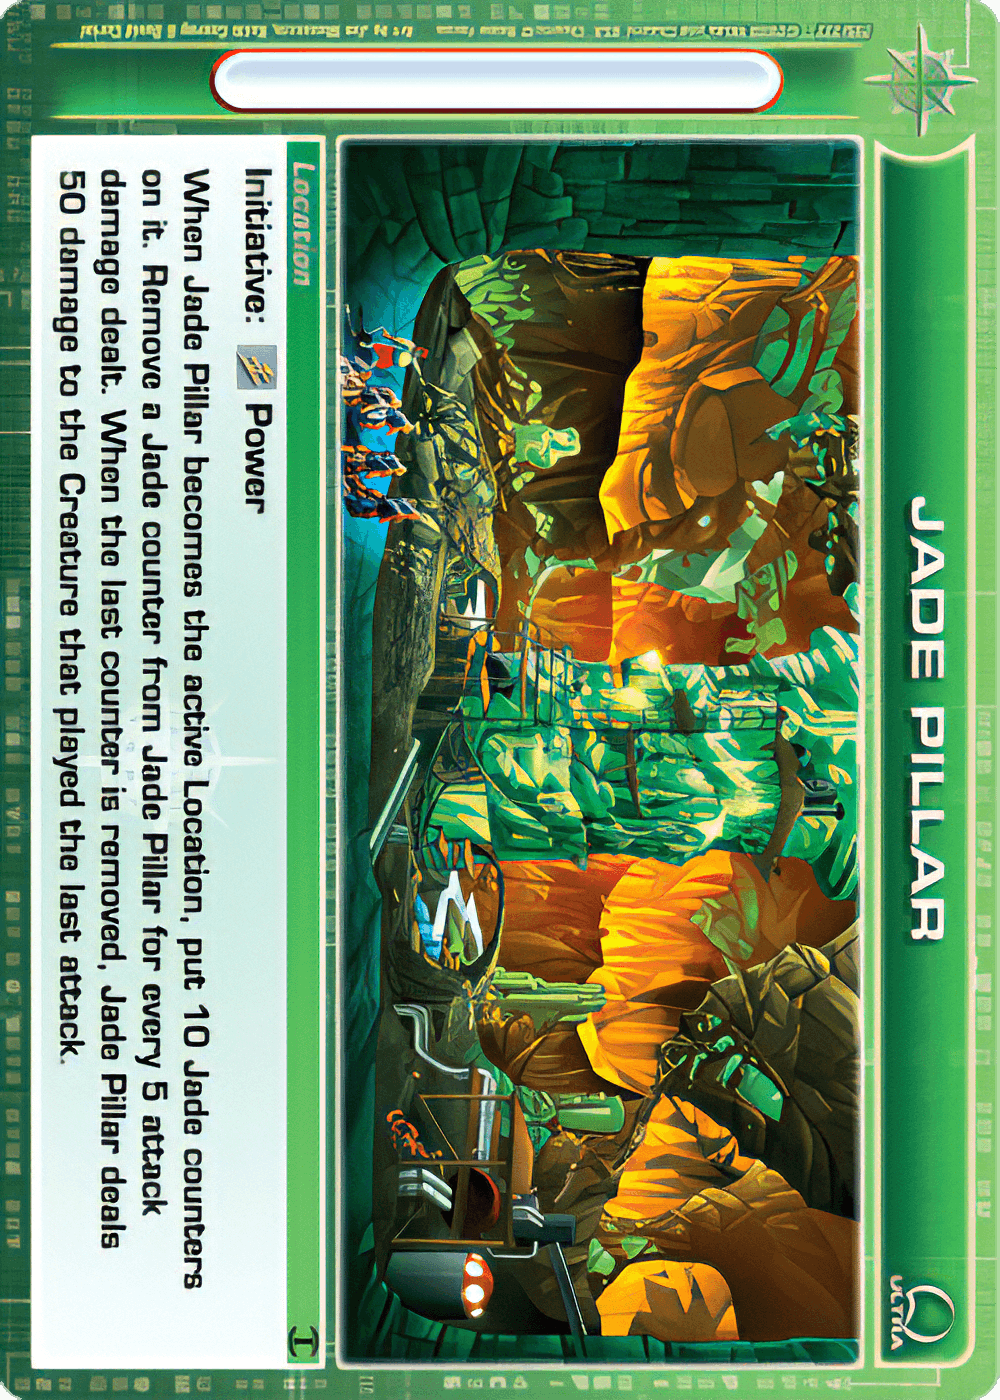 JADE PILLAR
ULTRA
Location
Initiative: Power
When Jade Pillar becomes the active Location, put 10 Jade counters
on it. Remove a Jade counter from Jade Pillar for every 5 attack
damage dealt. When the last counter is removed, Jade Pillar deals
50 damage to the Creature that played the last attack.